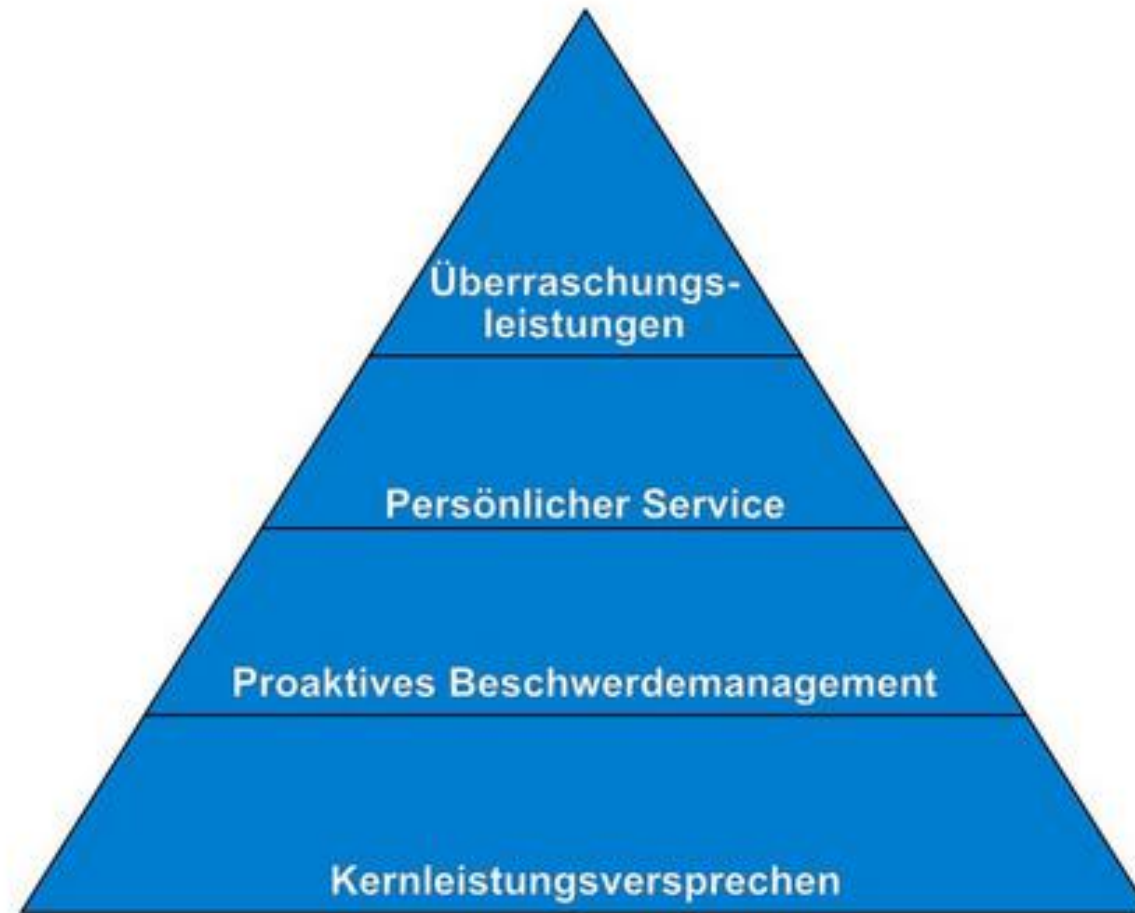 Überraschungs-
leistungen
Persönlicher Service
Proaktives Beschwerdemanagement
Kernleistungsversprechen